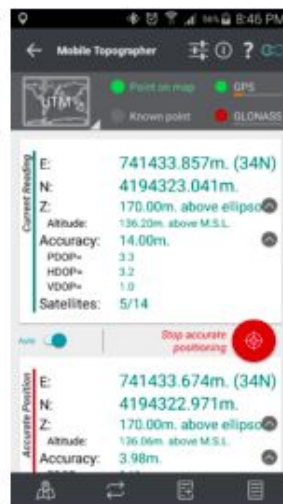 8:46 PM
Mobile Topographer
?
UTM
Point on map
GPS
Known point
GLONASS
Current Reading
E: 741433.857m. (34N)
N: 4194323.041m.
Z: 170.00m. above ellipso
Altitude: 136.20m. above M.S.L.
Accuracy: 14.00m.
PDOP= 3.3
HDOP= 3.2
VDOP= 1.0
Satellites: 5/14
Auto
Stop accurate
positioning
Accurate Position
E: 741433.674m. (34N)
N: 4194322.971m.
Z: 170.00m. above ellipso
Altitude: 136.06m. above M.S.L.
Accuracy: 3.98m.